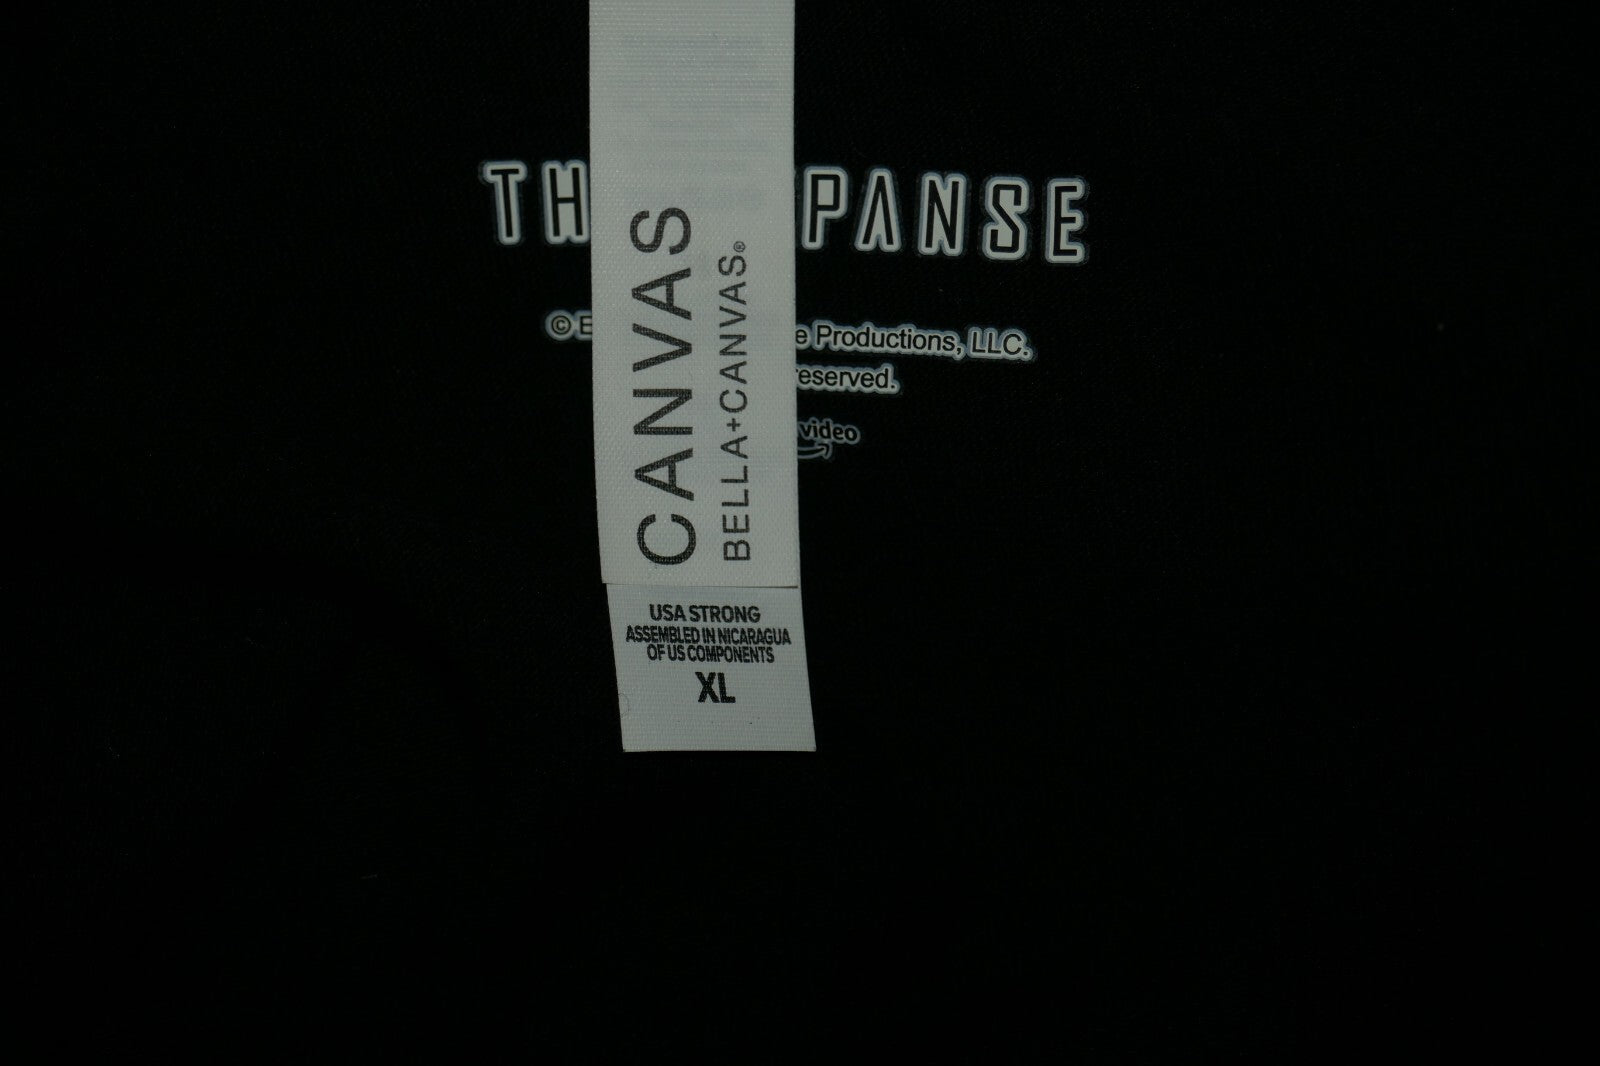 TH PANSE
© E e Productions, LLC.
reserved.
video
CANVAS
BELLA+CANVAS®
USA STRONG
ASSEMBLED IN NICARAGUA
OF US COMPONENTS
XL